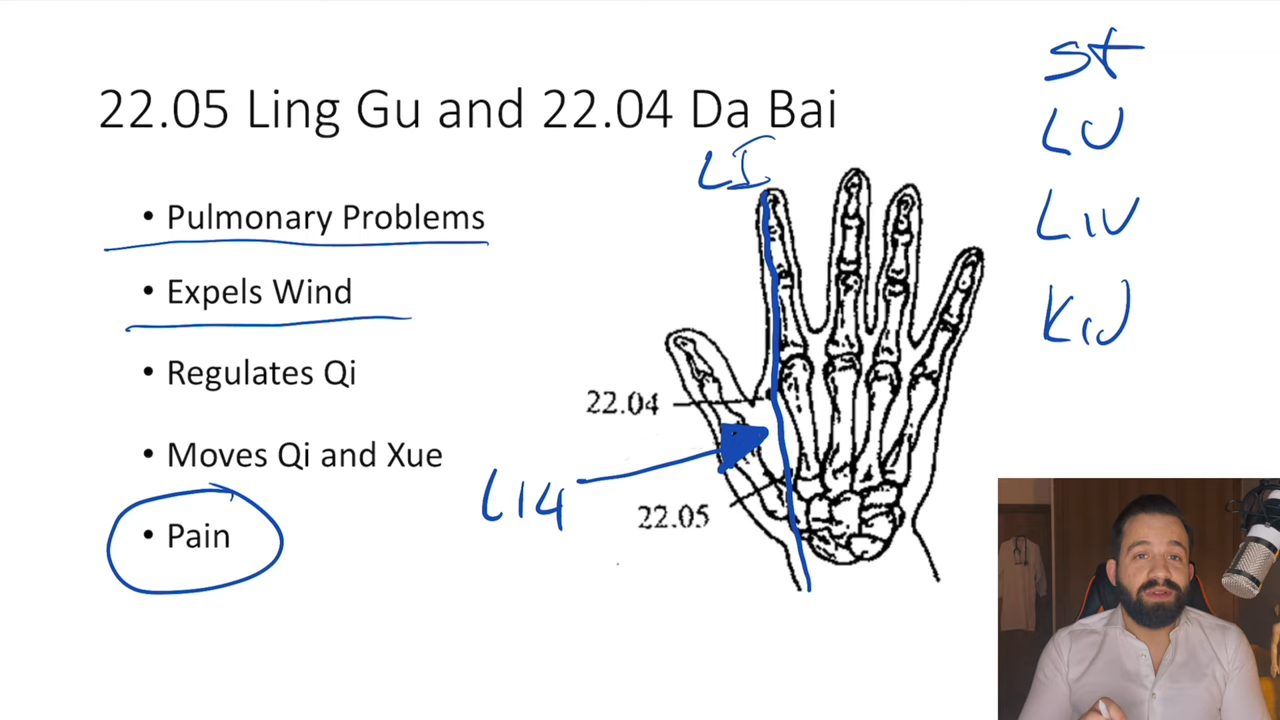 22.05 Ling Gu and 22.04 Da Bai
• Pulmonary Problems
• Expels Wind
• Regulates Qi
• Moves Qi and Xue
• Pain
LI
22.04
LI4
22.05
St
LU
LIV
KID